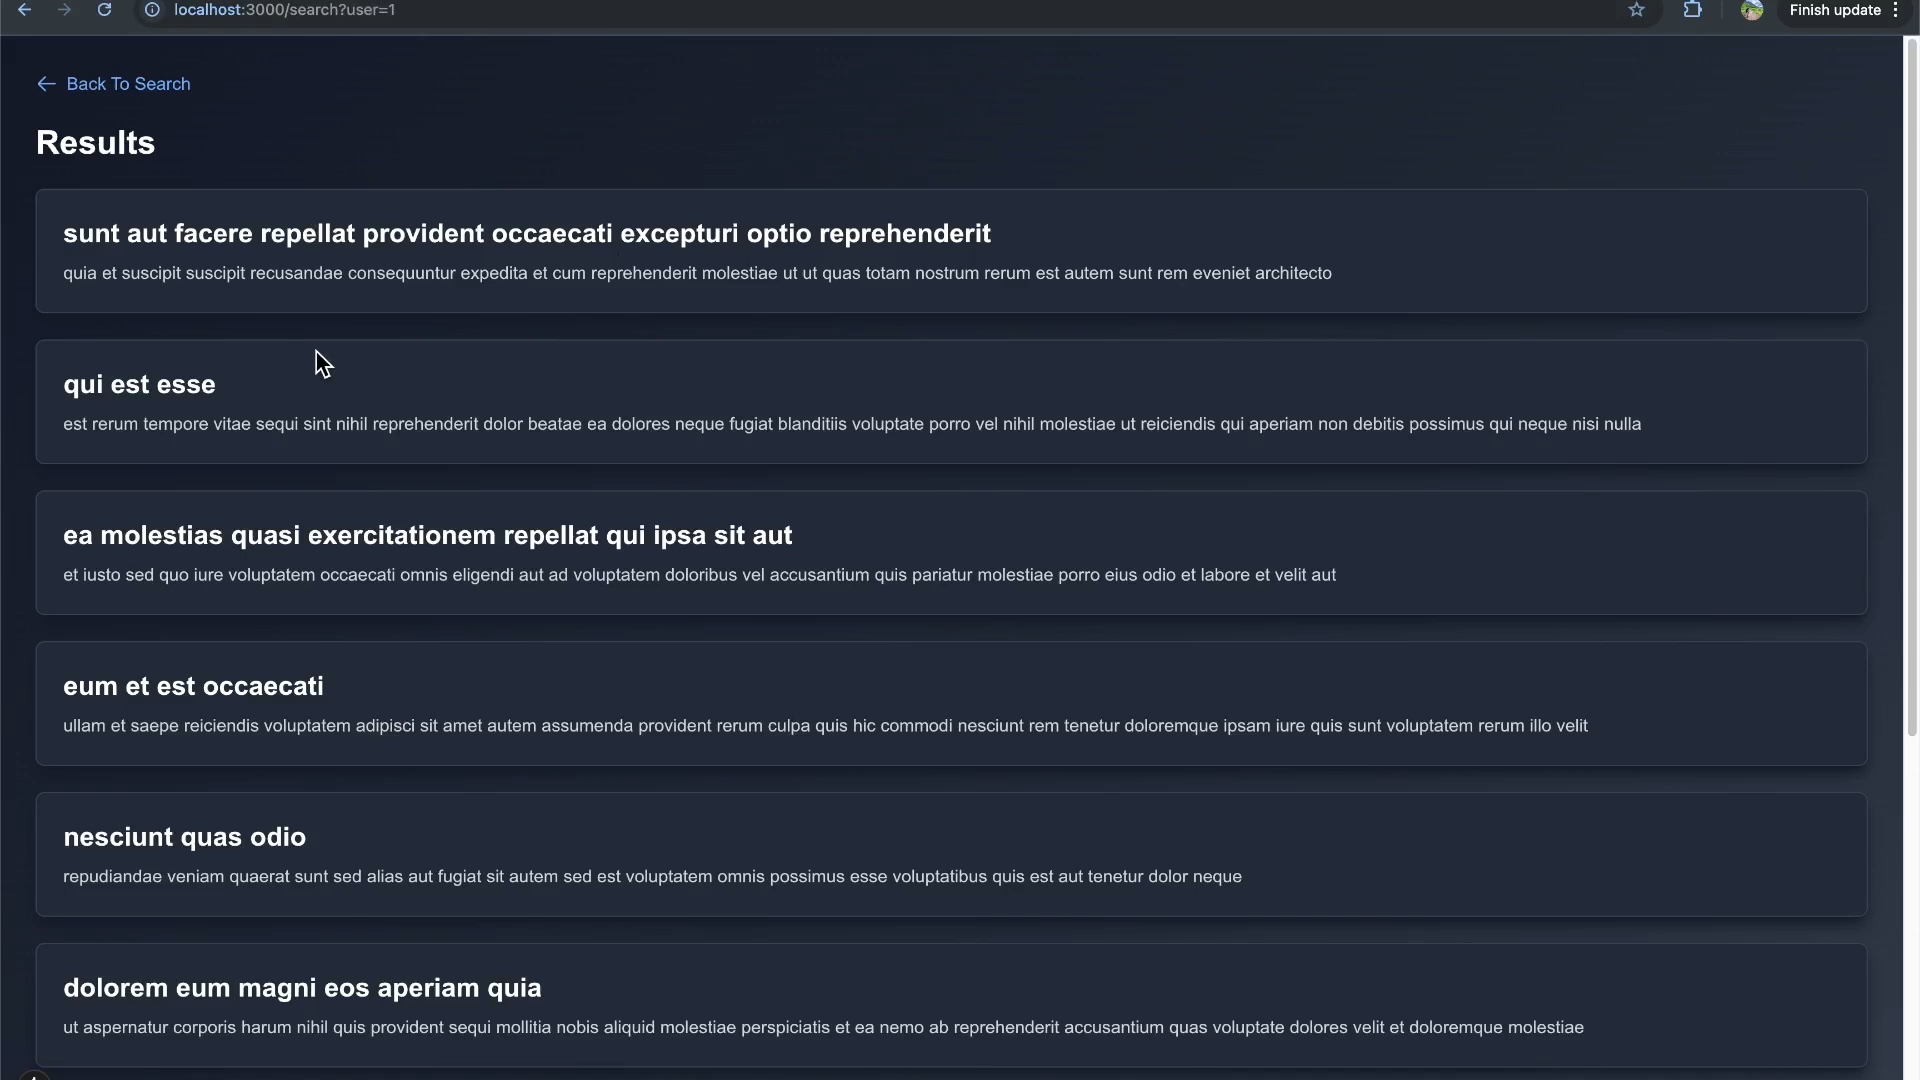 localhost:3000/search?user=1
Finish update
Back To Search
Results
sunt aut facere repellat provident occaecati excepturi optio reprehenderit
quia et suscipit suscipit recusandae consequuntur expedita et cum reprehenderit molestiae ut ut quas totam nostrum rerum est autem sunt rem eveniet architecto
qui est esse
est rerum tempore vitae sequi sint nihil reprehenderit dolor beatae ea dolores neque fugiat blanditiis voluptate porro vel nihil molestiae ut reiciendis qui aperiam non debitis possimus qui neque nisi nulla
ea molestias quasi exercitationem repellat qui ipsa sit aut
et iusto sed quo iure voluptatem occaecati omnis eligendi aut ad voluptatem doloribus vel accusantium quis pariatur molestiae porro eius odio et labore et velit aut
eum et est occaecati
ullam et saepe reiciendis voluptatem adipisci sit amet autem assumenda provident rerum culpa quis hic commodi nesciunt rem tenetur doloremque ipsam iure quis sunt voluptatem rerum illo velit
nesciunt quas odio
repudiandae veniam quaerat sunt sed alias aut fugiat sit autem sed est voluptatem omnis possimus esse voluptatibus quis est aut tenetur dolor neque
dolorem eum magni eos aperiam quia
ut aspernatur corporis harum nihil quis provident sequi mollitia nobis aliquid molestiae perspiciatis et ea nemo ab reprehenderit accusantium quas voluptate dolores velit et doloremque molestiae